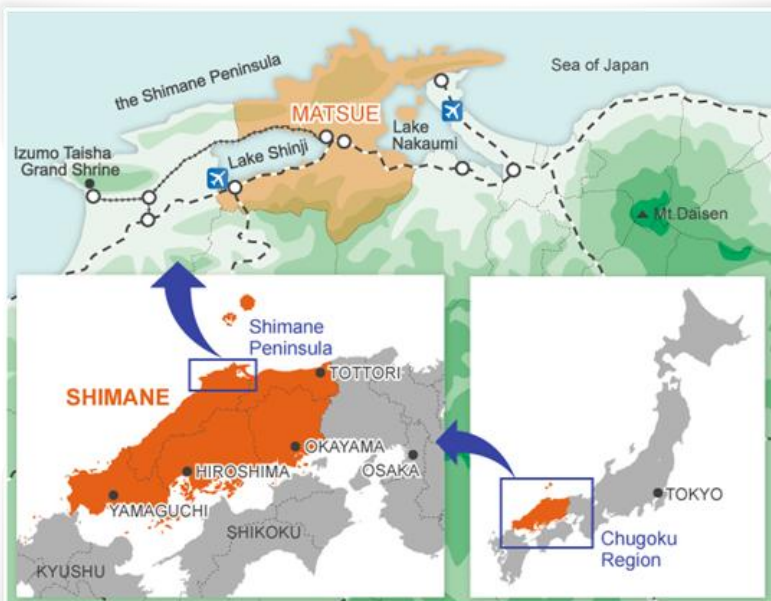 the Shimane Peninsula
Sea of Japan
MATSUE
Lake
Nakaumi
Izumo Taisha
Grand Shrine
Lake Shinji
Mt.Daisen
Shimane
Peninsula
SHIMANE
TOTTORI
OKAYAMA
HIROSHIMA
OSAKA
YAMAGUCHI
SHIKOKU
KYUSHU
TOKYO
Chugoku
Region